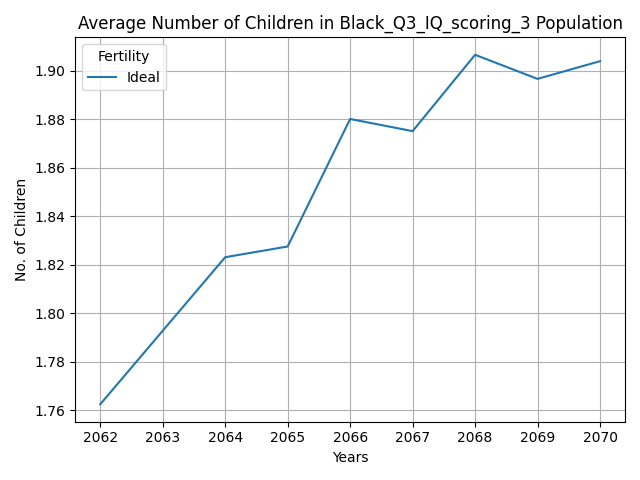 Average Number of Children in Black_Q3_IQ_scoring_3 Population
Fertility
Ideal
No. of Children
1.90
1.88
1.86
1.84
1.82
1.80
1.78
1.76
2062 2063 2064 2065 2066 2067 2068 2069 2070
Years